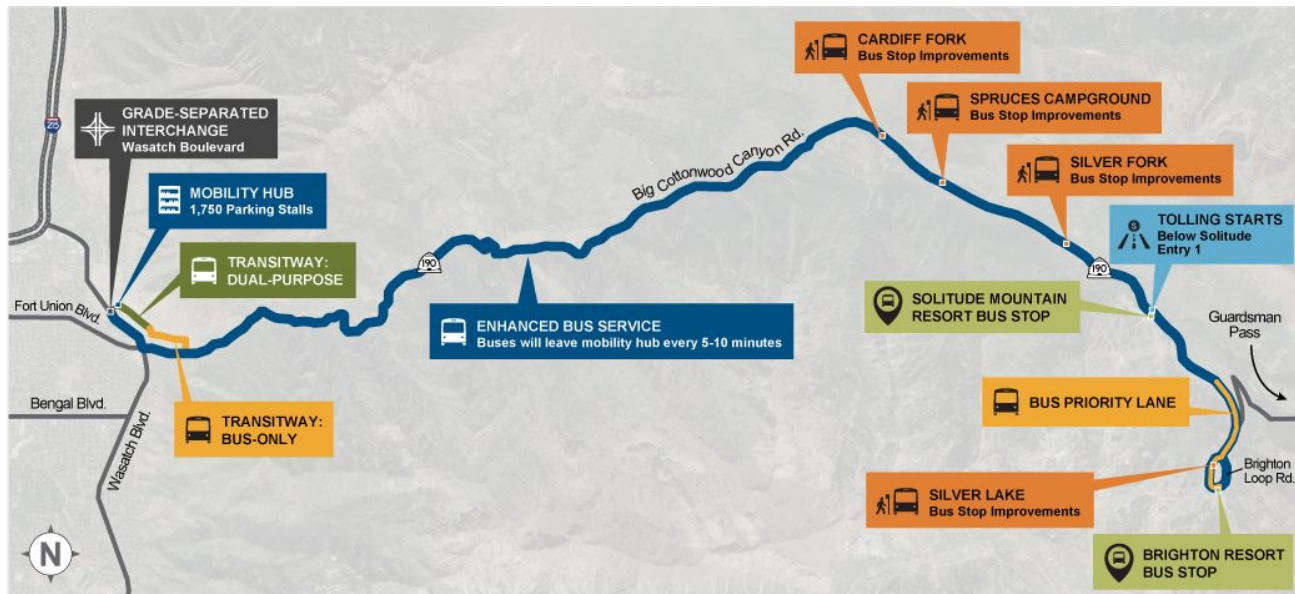 215
GRADE-SEPARATED
INTERCHANGE
Wasatch Boulevard
MOBILITY HUB
1,750 Parking Stalls
TRANSITWAY:
DUAL-PURPOSE
Fort Union Blvd.
Bengal Blvd.
Wasatch Blvd.
TRANSITWAY:
BUS-ONLY
N
190
Big Cottonwood Canyon Rd.
ENHANCED BUS SERVICE
Buses will leave mobility hub every 5-10 minutes
CARDIFF FORK
Bus Stop Improvements
SPRUCES CAMPGROUND
Bus Stop Improvements
SILVER FORK
Bus Stop Improvements
$
TOLLING STARTS
Below Solitude
Entry 1
190
SOLITUDE MOUNTAIN
RESORT BUS STOP
Guardsman
Pass
BUS PRIORITY LANE
Brighton
Loop Rd.
SILVER LAKE
Bus Stop Improvements
BRIGHTON RESORT
BUS STOP